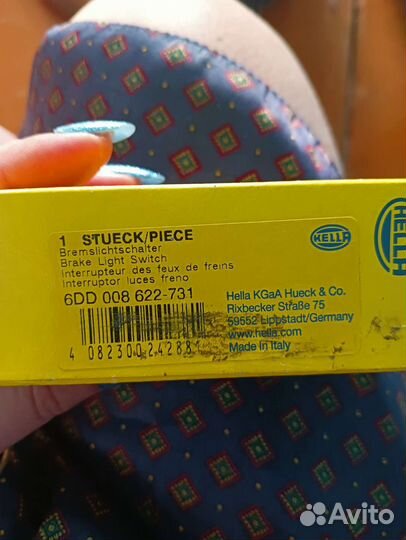 1 STUECK/PIECE
Bremslichtschalter
Brake Light Switch
Interrupteur des feux de freins
Interruptor luces freno
6DD 008 622-731
4 082300 242881
HELLA
Hella KGaA Hueck & Co.
Rixbecker Straße 75
59552 Lippstadt/Germany
www.hella.com
Made in Italy
HELLA
Avito